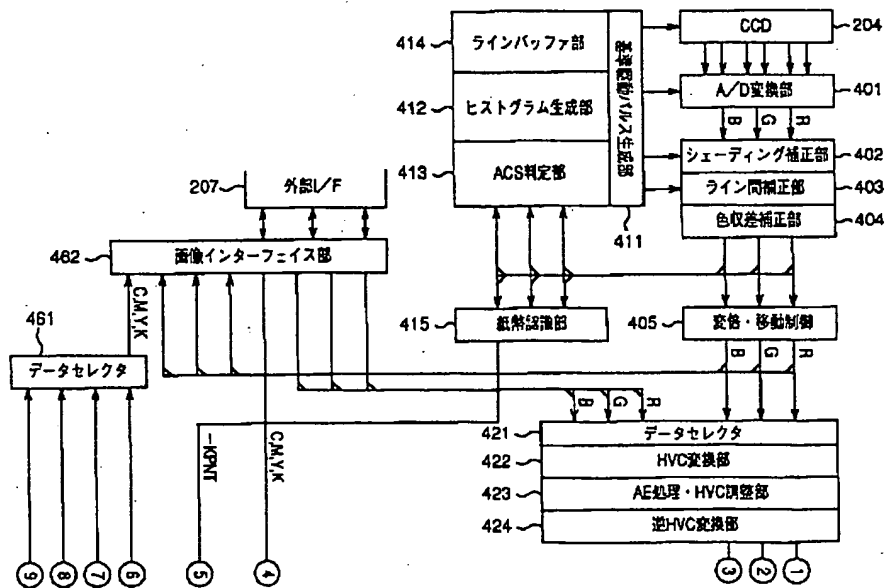 414
ラインバッファ部
412
ヒストグラム生成部
413
ACS判定部
基準駆動パルス生成部
411
CCD
204
A/D変換部
401
B
G
R
シェーディング補正部
402
ライン間補正部
403
色収差補正部
404
207
外部I/F
462
画像インターフェイス部
415
紙幣認識部
405
変倍・移動制御
B
G
R
461
データセレクタ
C,M,Y,K
B
G
R
421
データセレクタ
422
HVC変換部
423
AE処理・HVC調整部
424
逆HVC変換部
-KPNT
C,M,Y,K
9
8
7
6
5
4
3
2
1